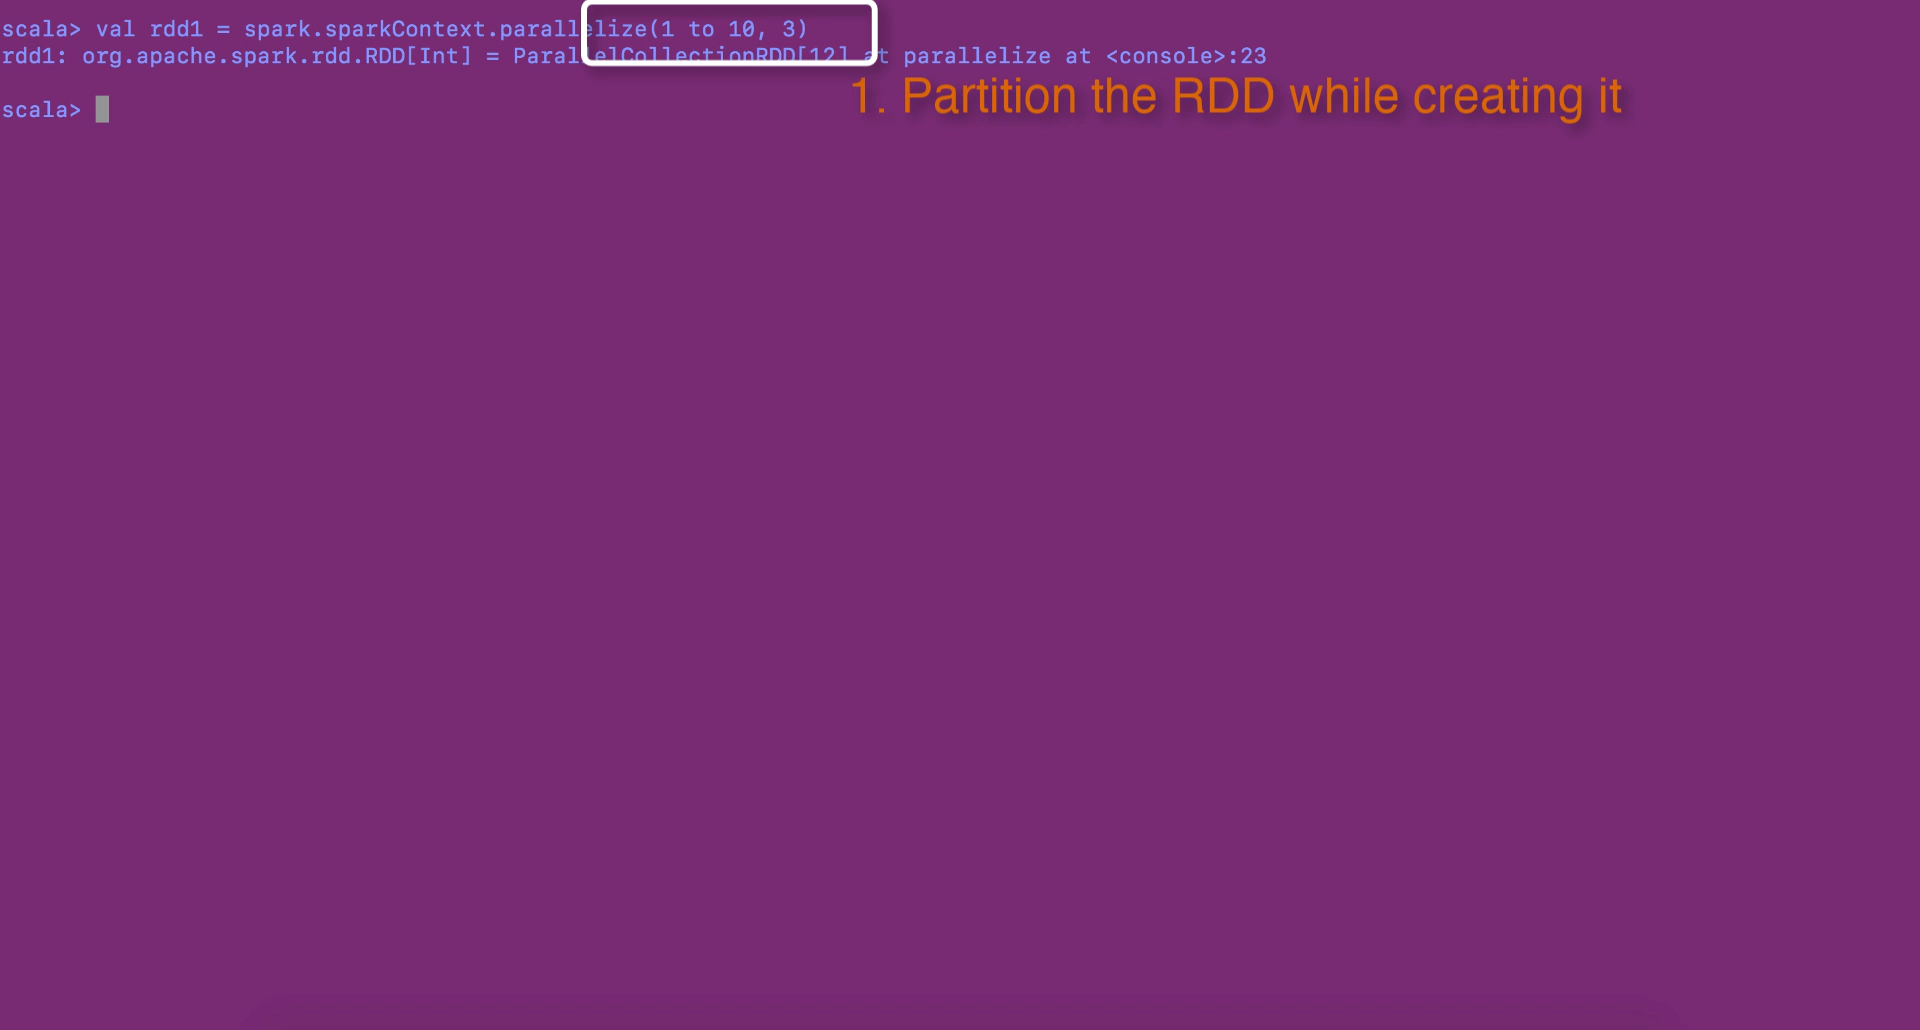 scala> val rdd1 = spark.sparkContext.parallelize(1 to 10, 3)
rdd1: org.apache.spark.rdd.RDD[Int] = ParallelCollectionRDD[12] at parallelize at <console>:23
1. Partition the RDD while creating it
scala>